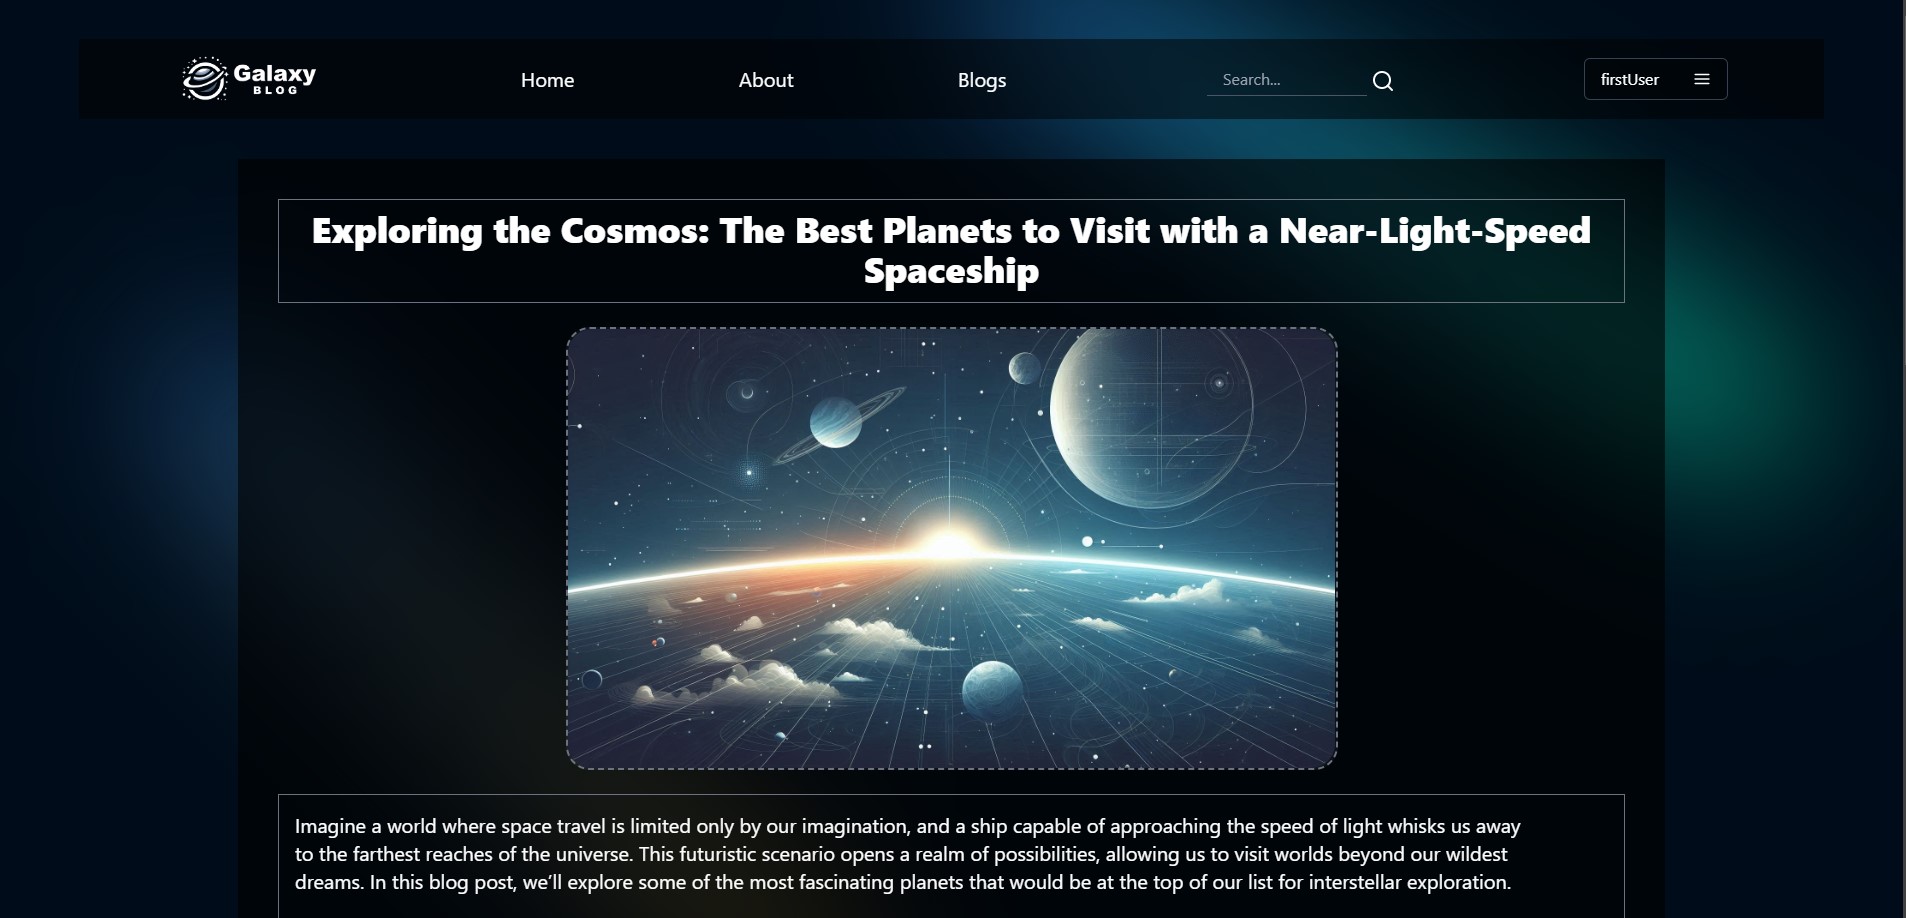 Galaxy
BLOG
Home
About
Blogs
Search...
firstUser
Exploring the Cosmos: The Best Planets to Visit with a Near-Light-Speed
Spaceship
Imagine a world where space travel is limited only by our imagination, and a ship capable of approaching the speed of light whisks us away
to the farthest reaches of the universe. This futuristic scenario opens a realm of possibilities, allowing us to visit worlds beyond our wildest
dreams. In this blog post, we’ll explore some of the most fascinating planets that would be at the top of our list for interstellar exploration.